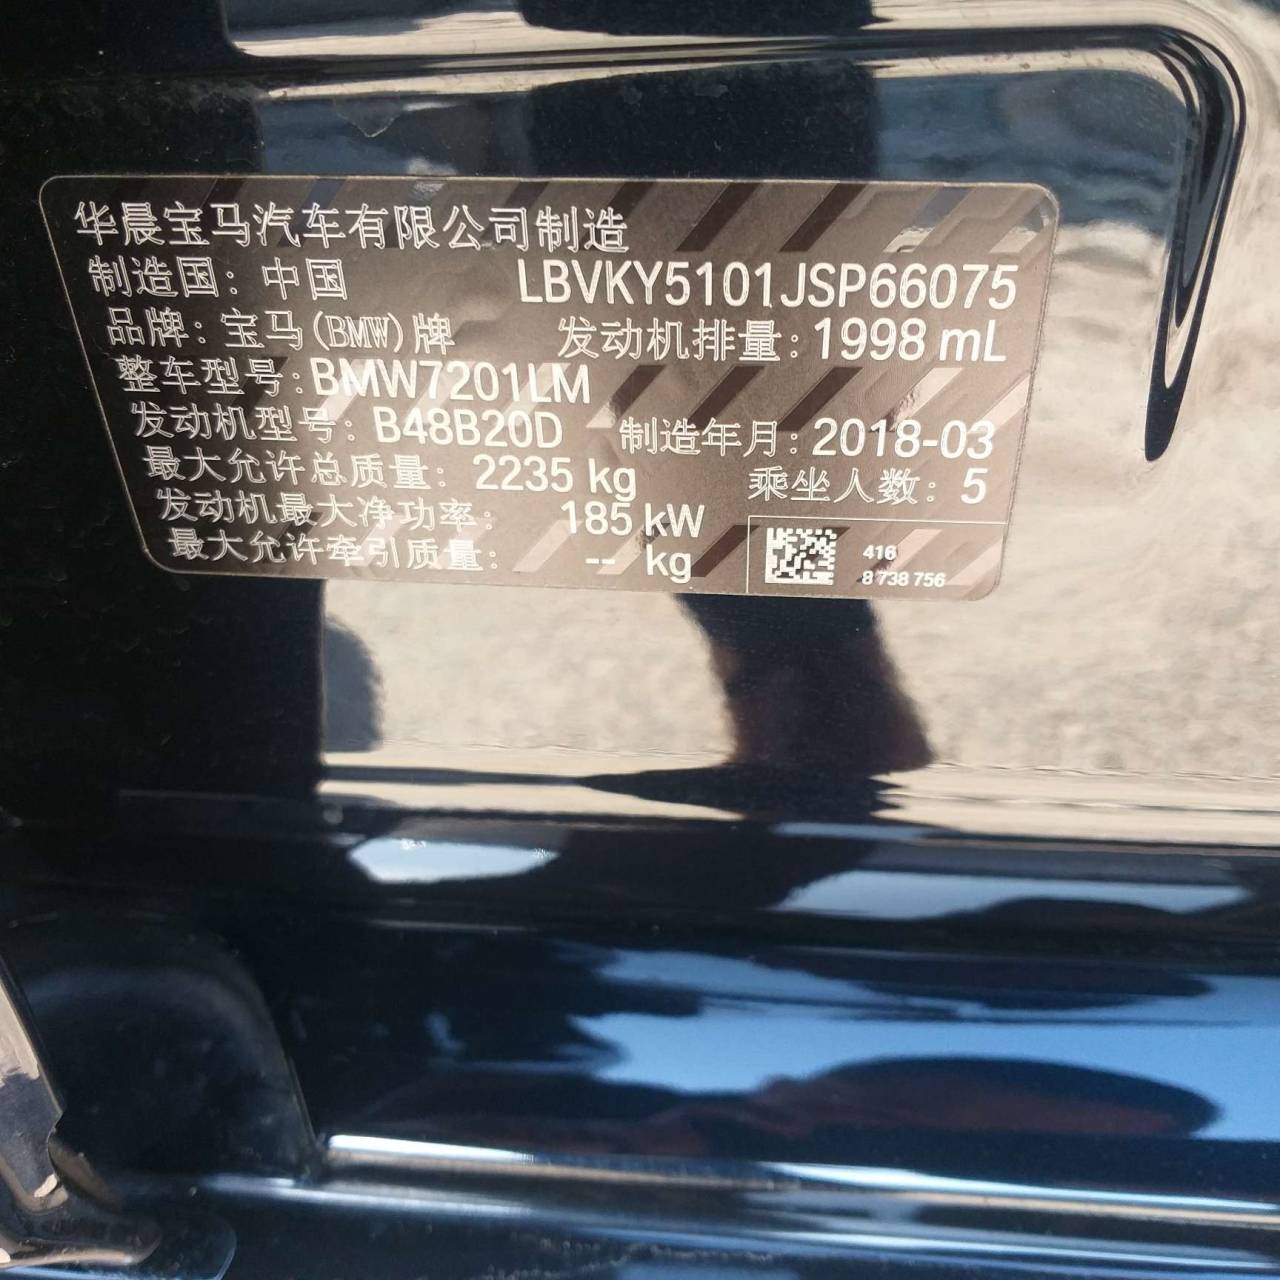 华晨宝马汽车有限公司制造
制造国：中国 LBVKY5101JSP66075
品牌：宝马(BMW)牌 发动机排量：1998 mL
整车型号：BMW7201LM
发动机型号：B48B20D 制造年月：2018-03
最大允许总质量：2235 kg 乘坐人数：5
发动机最大净功率：185 kW
最大允许牵引质量：-- kg
416
8 738 756